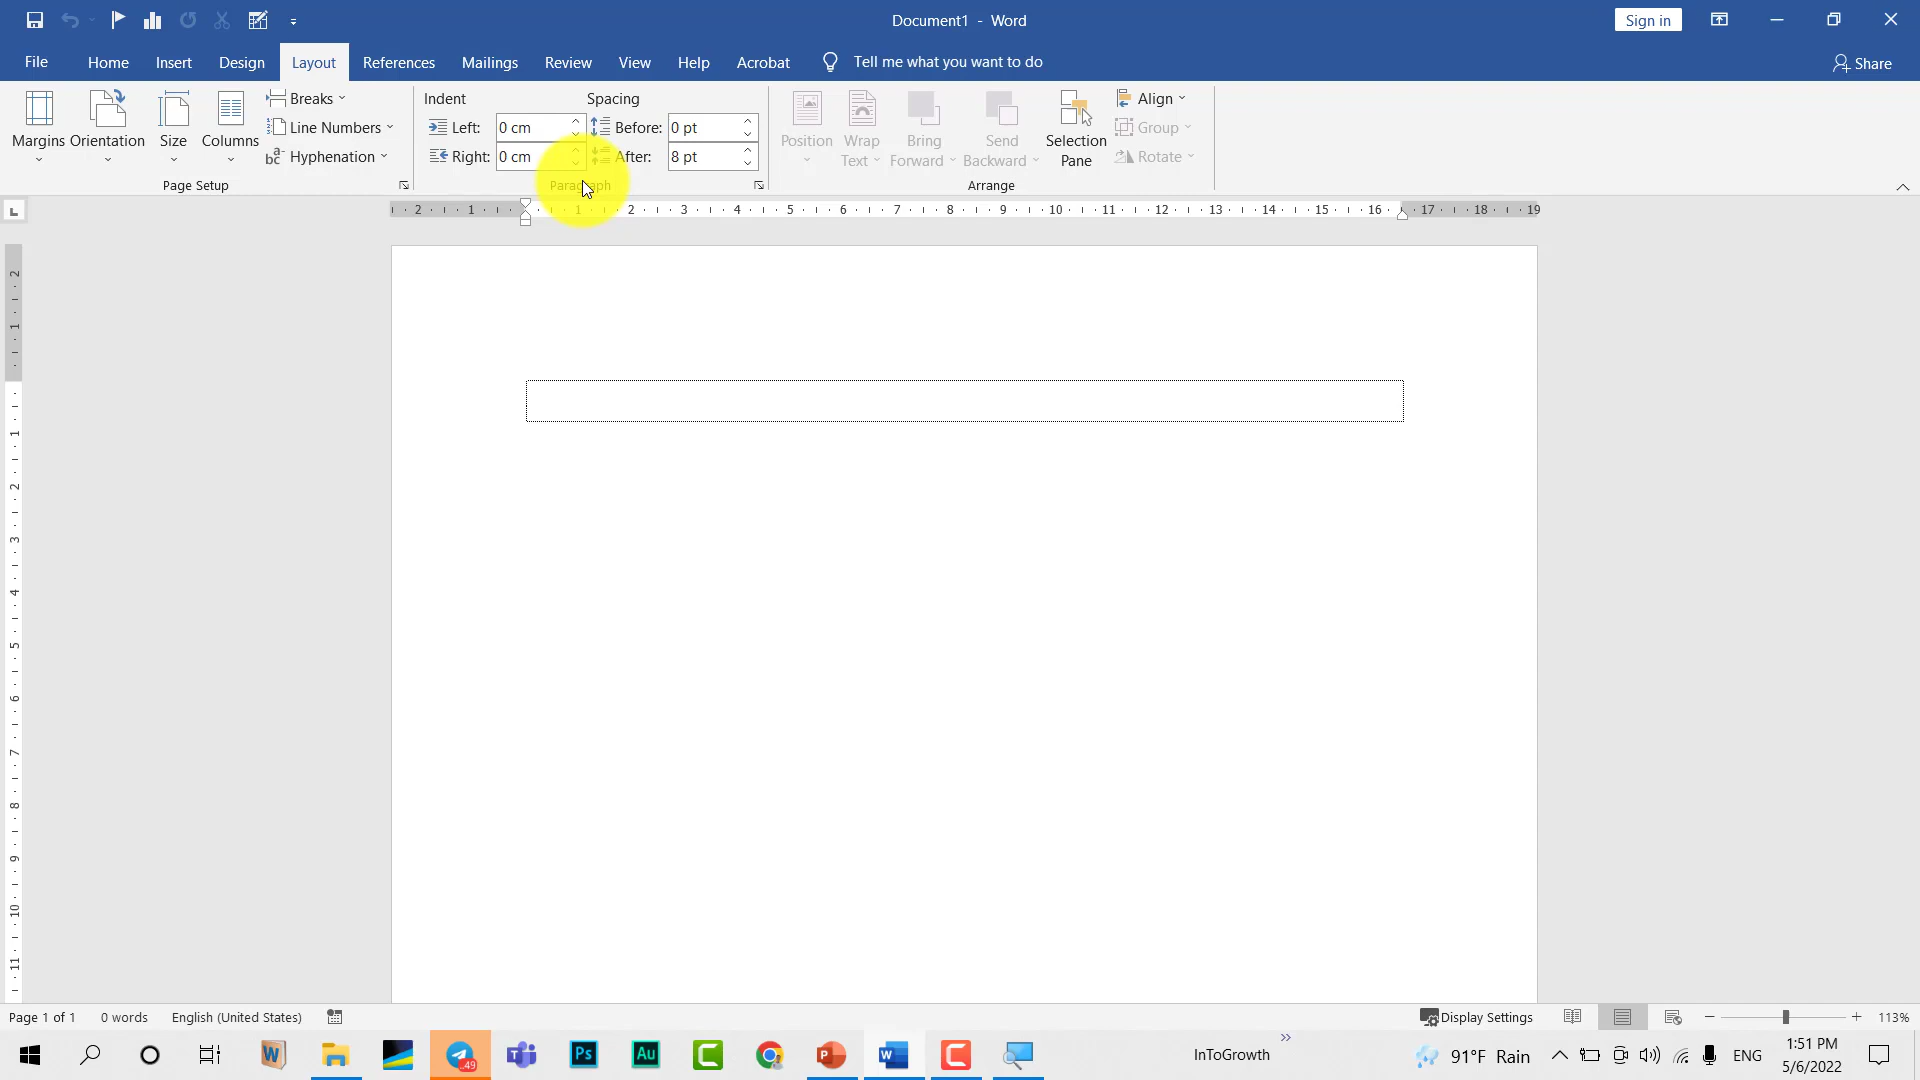 Document1 - Word
Sign in
File Home Insert Design Layout References Mailings Review View Help Acrobat Tell me what you want to do Share
Margins Orientation Size Columns
Breaks
Line Numbers
Hyphenation
Page Setup
Indent Spacing
Left: 0 cm Before: 0 pt
Right: 0 cm After: 8 pt
Paragraph
Position Wrap Text Bring Forward Send Backward Selection Pane
Align
Group
Rotate
Arrange
2 1 1 2 3 4 5 6 7 8 9 10 11 12 13 14 15 16 17 18 19
2
1
1
2
3
4
5
6
7
8
9
10
11
Page 1 of 1 0 words English (United States) Display Settings 113%
W .49 Ps Au P W InToGrowth 91°F Rain ENG 1:51 PM
5/6/2022